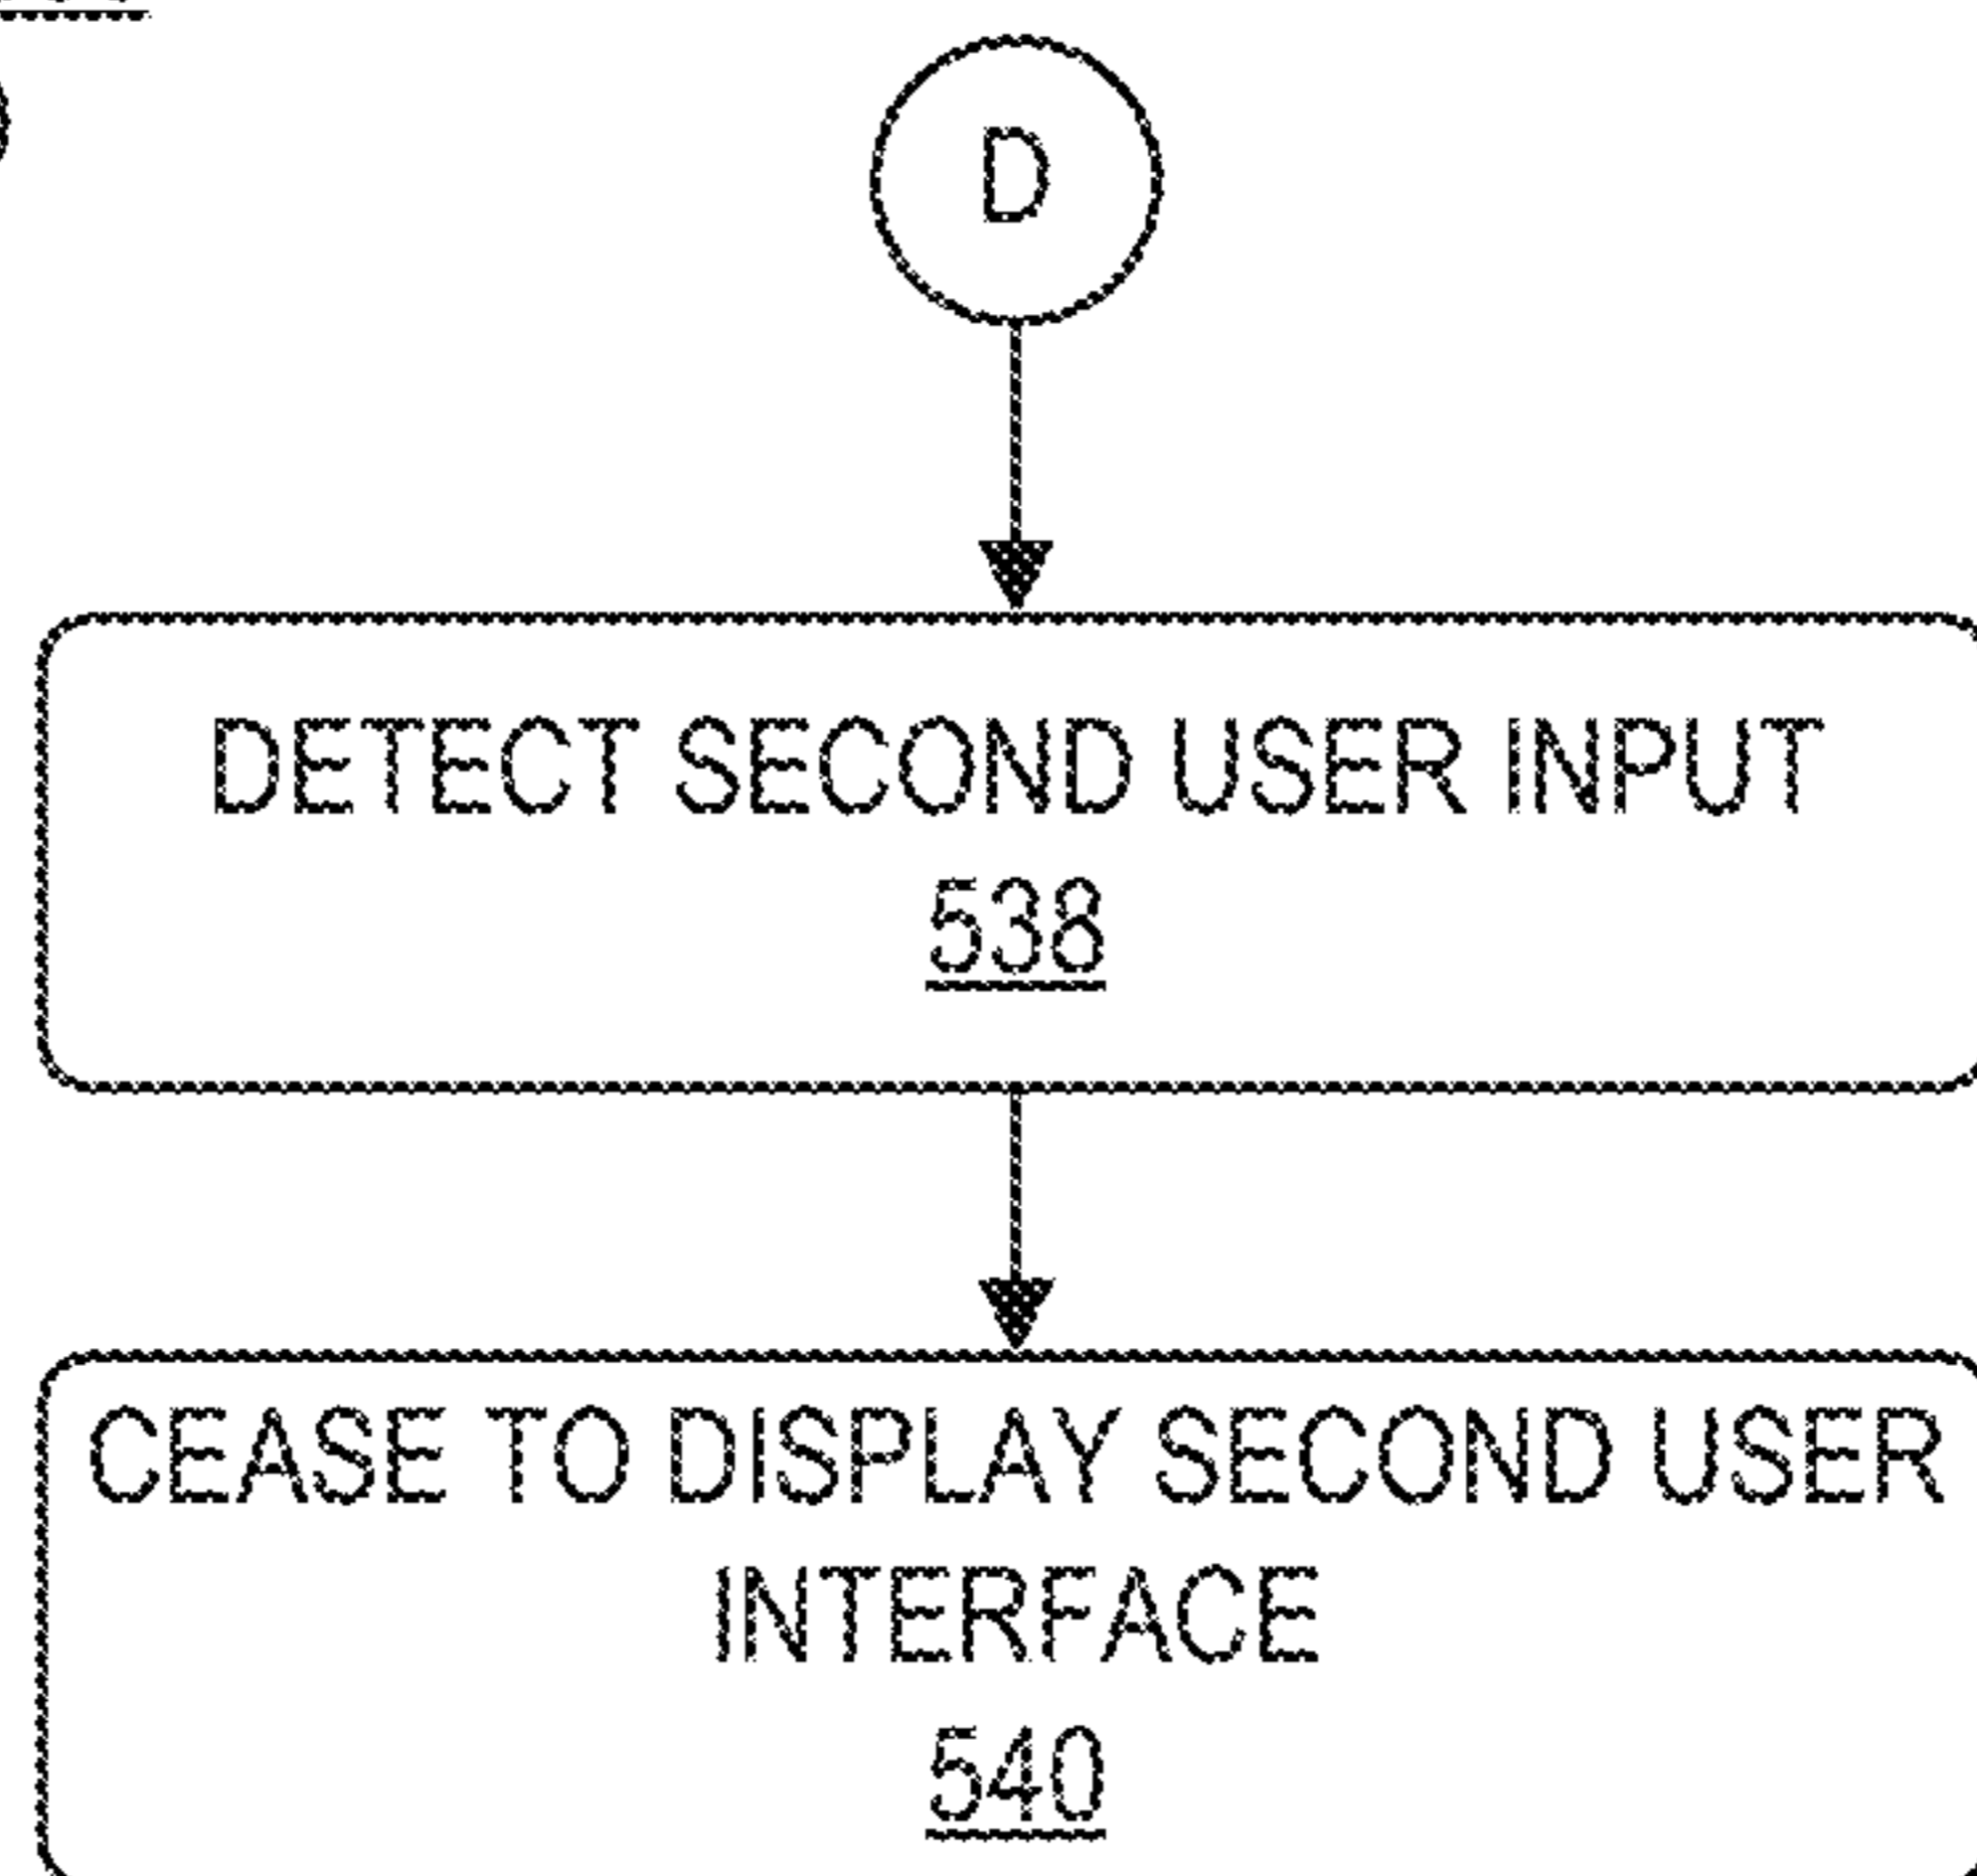 D
DETECT SECOND USER INPUT
538
CEASE TO DISPLAY SECOND USER
INTERFACE
540